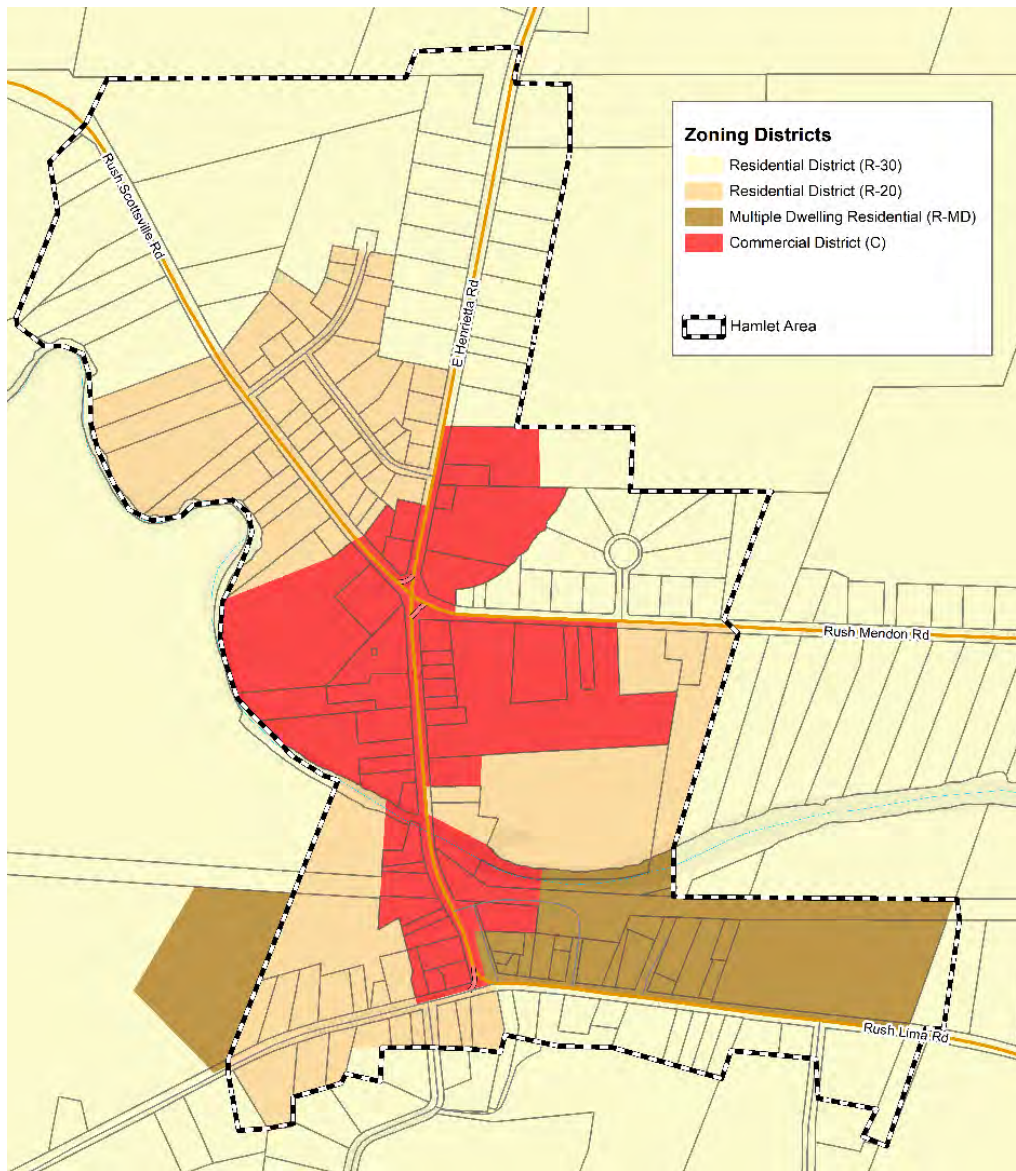 Zoning Districts
Residential District (R-30)
Residential District (R-20)
Multiple Dwelling Residential (R-MD)
Commercial District (C)
Hamlet Area
Rush Scottsville Rd
E Henrietta Rd
Rush Mendon Rd
Rush Lima Rd